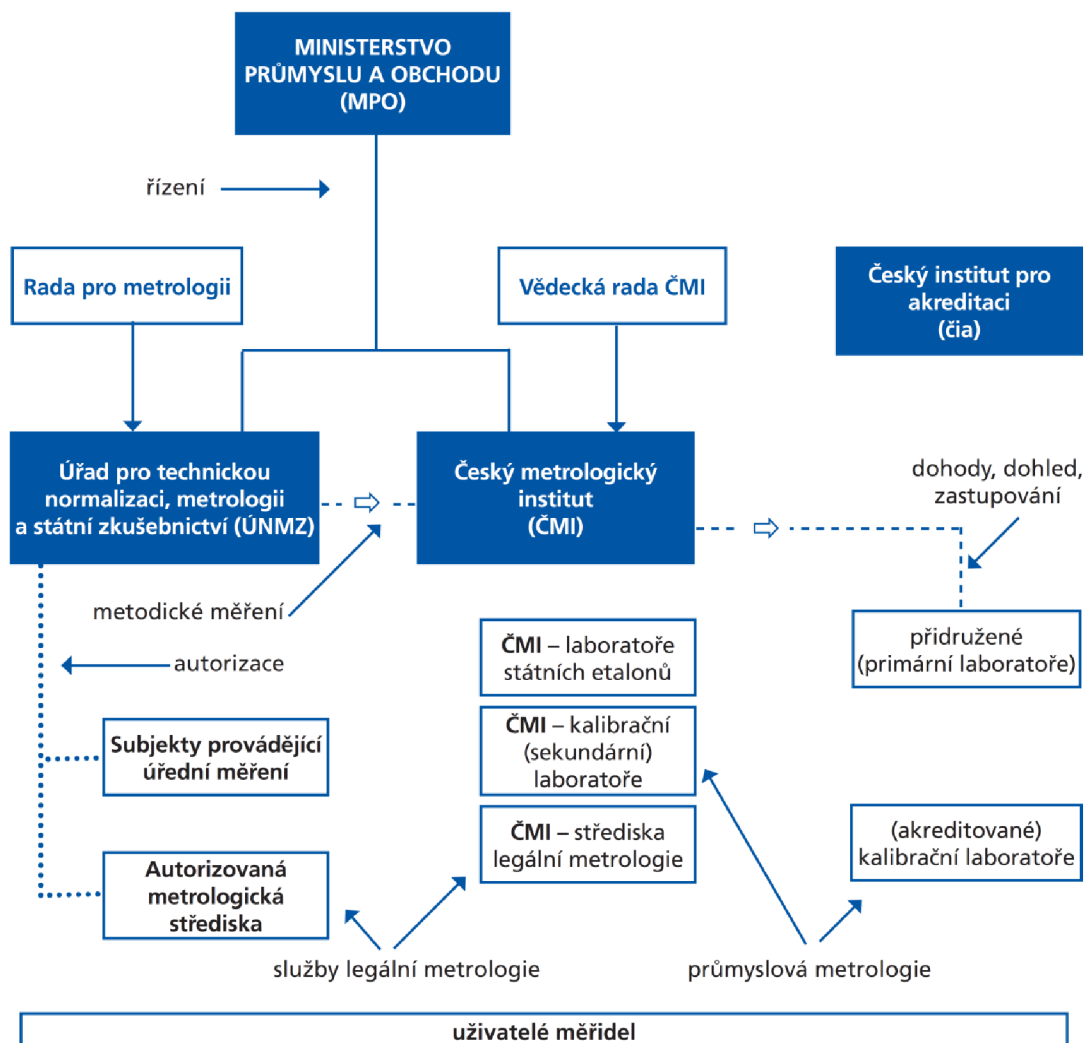 MINISTERSTVO
PRŮMYSLU A OBCHODU
(MPO)
řízení
Rada pro metrologii
Vědecká rada ČMI
Český institut pro
akreditaci
(čia)
Úřad pro technickou
normalizaci, metrologii
a státní zkušebnictví (ÚNMZ)
Český metrologický
institut
(ČMI)
dohody, dohled,
zastupování
metodické měření
autorizace
ČMI – laboratoře
státních etalonů
přidružené
(primární laboratoře)
Subjekty provádějící
úřední měření
ČMI – kalibrační
(sekundární)
laboratoře
ČMI – střediska
legální metrologie
(akreditované)
kalibrační laboratoře
Autorizovaná
metrologická
střediska
služby legální metrologie
průmyslová metrologie
uživatelé měřidel